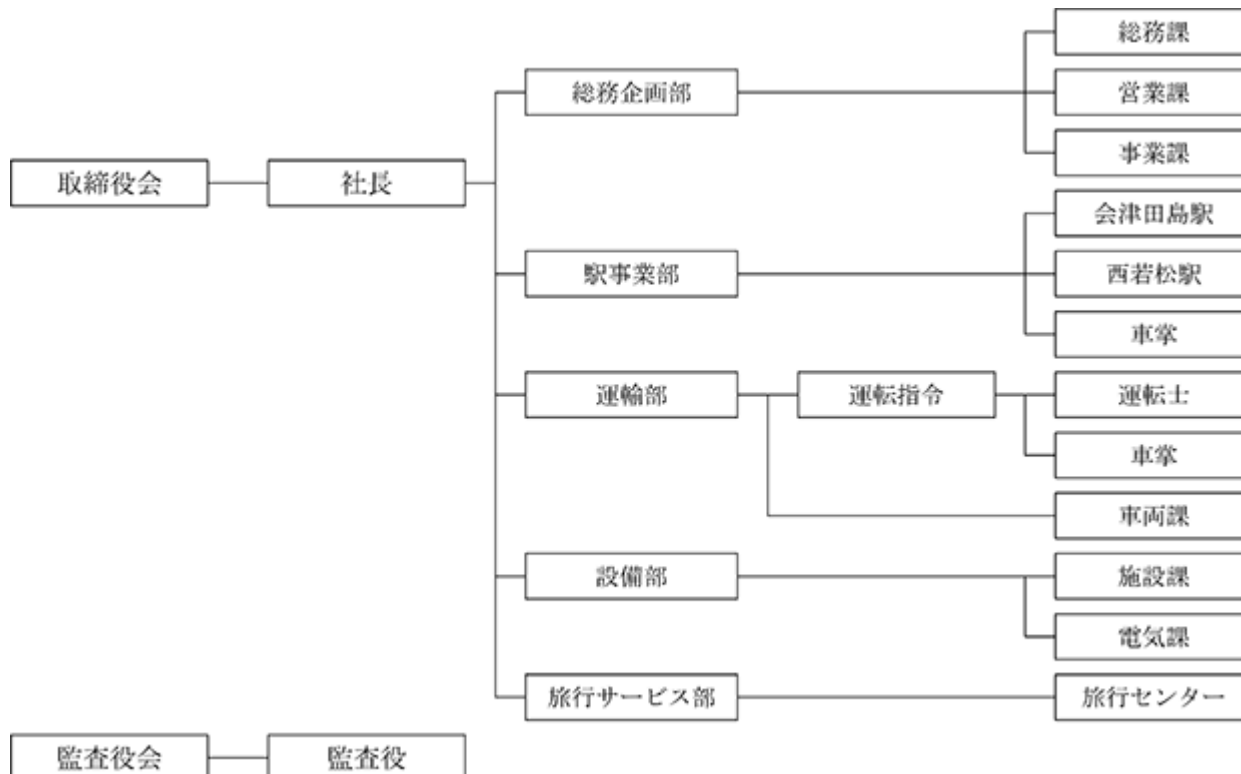 総務課
総務企画部
営業課
事業課
取締役会
社長
会津田島駅
駅事業部
西若松駅
車掌
運輸部
運転指令
運転士
車掌
車両課
設備部
施設課
電気課
旅行サービス部
旅行センター
監査役会
監査役